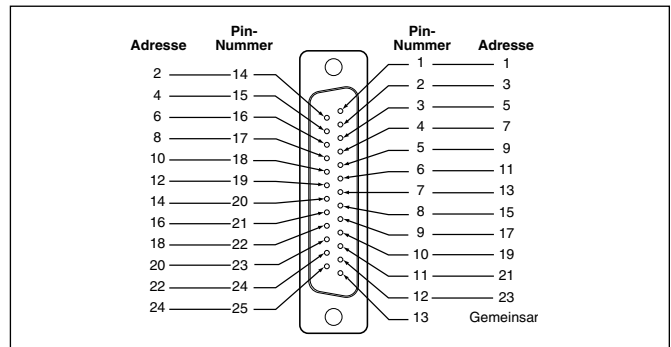 Adresse Pin-Nummer Pin-Nummer Adresse
1 1
2 14 2 3
4 15 3 5
6 16 4 7
8 17 5 9
10 18 6 11
12 19 7 13
14 20 8 15
16 21 9 17
18 22 10 19
20 23 11 21
22 24 12 23
24 25 13 Gemeinsar